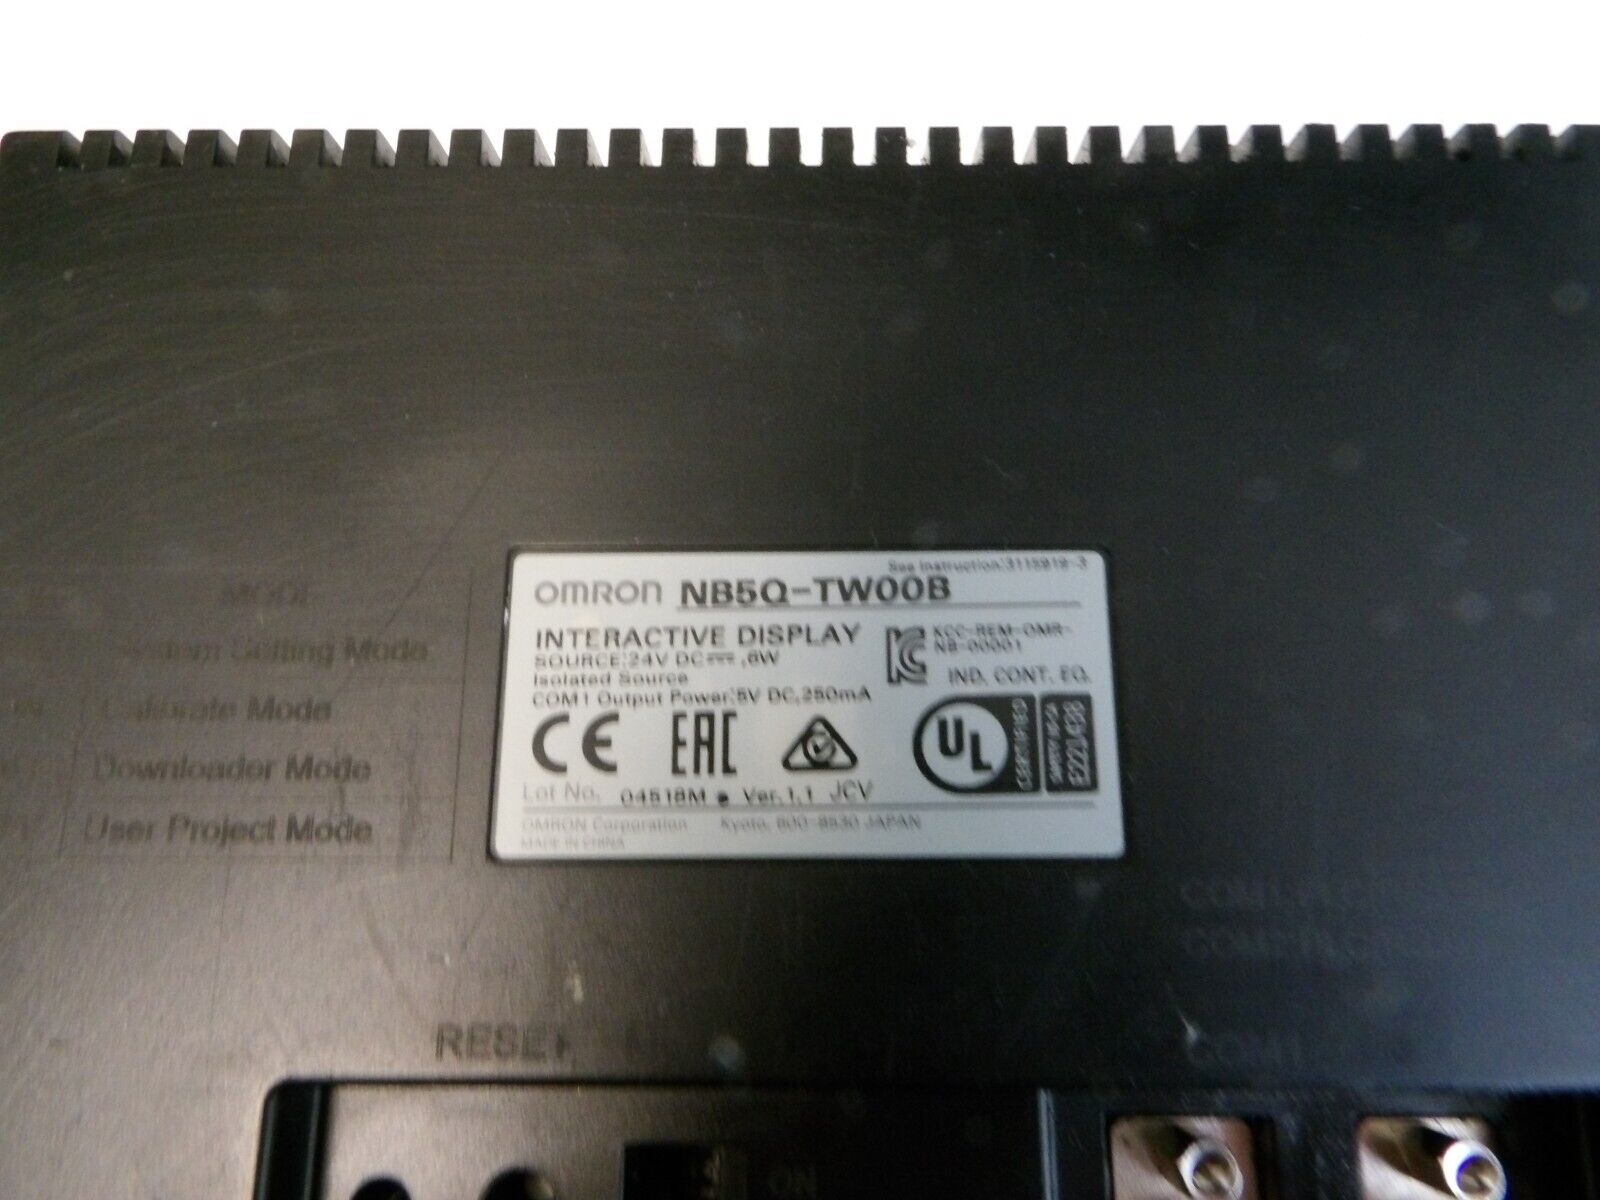 See Instruction:3115919-3
OMRON NB5Q-TW00B
INTERACTIVE DISPLAY
SOURCE:24V DC ,6W
Isolated Source
COM1 Output Power:5V DC,250mA
KCC-REM-OMR-
NB-00001
IND. CONT. EQ.
CE EAC UL
E220438
Lot No. 04518M Ver.1.1 JCV
OMRON Corporation Kyoto, 600-8530 JAPAN
MADE IN CHINA
MODE
System Setting Mode
Calibrate Mode
Downloader Mode
User Project Mode
RESET
ON